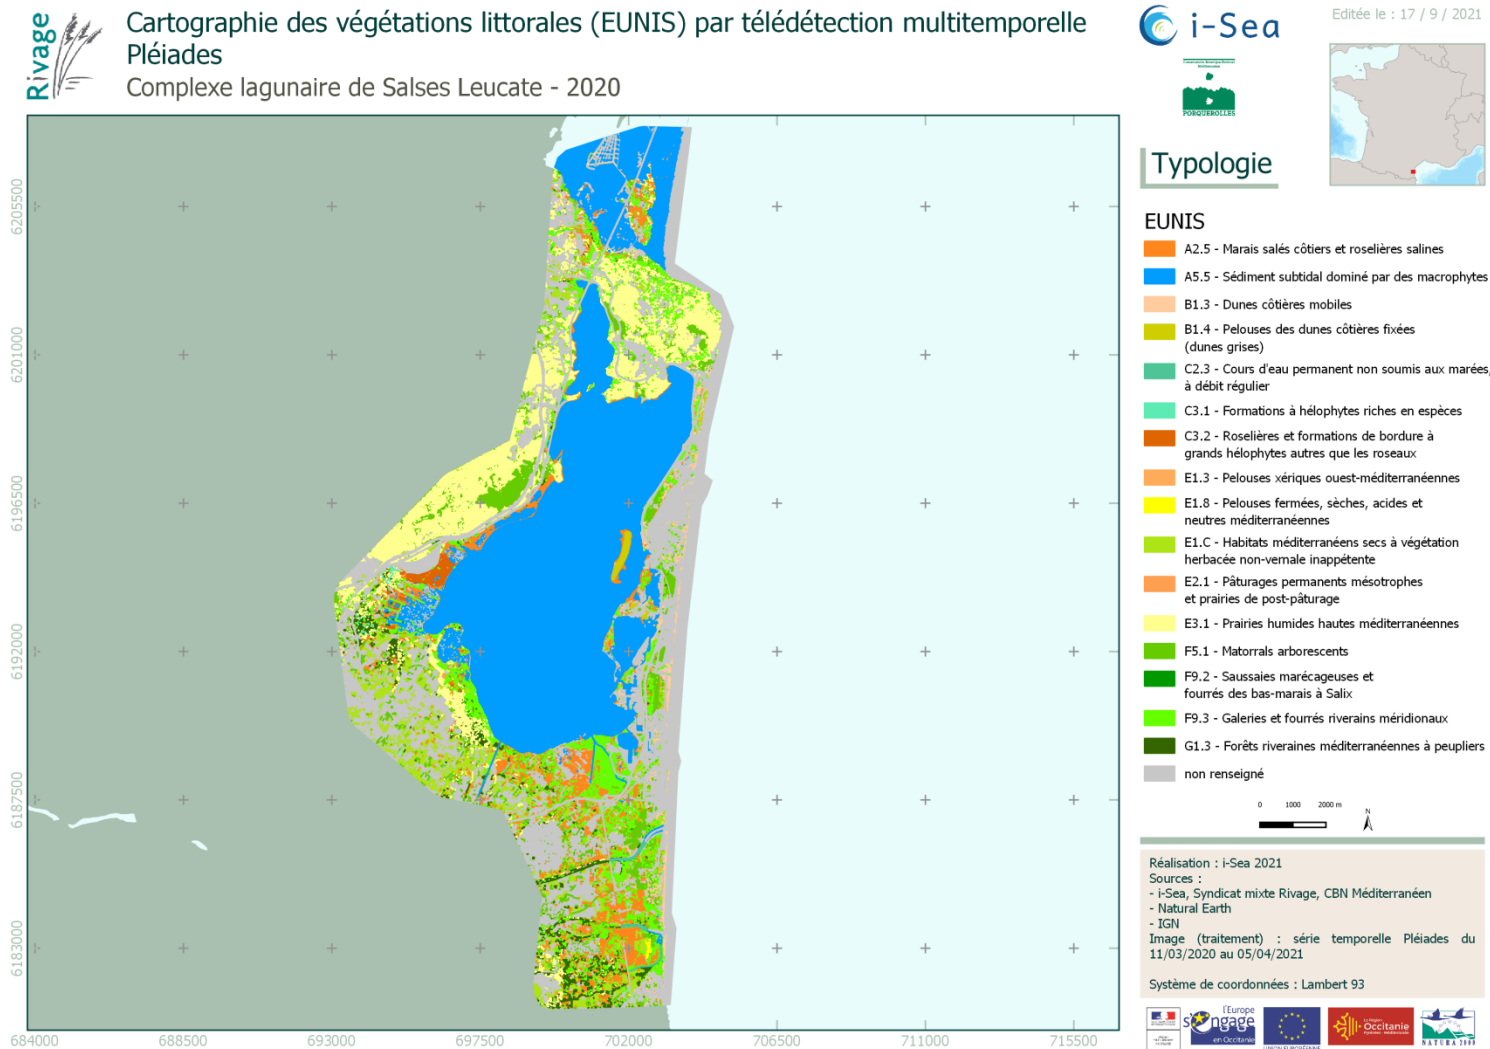 Rivage
Cartographie des végétations littorales (EUNIS) par télédétection multitemporelle
Pléiades
Complexe lagunaire de Salses Leucate - 2020
i-Sea
Editée le : 17 / 9 / 2021
PORQUEROLLES
Typologie
EUNIS
A2.5 - Marais salés côtiers et roselières salines
A5.5 - Sédiment subtidal dominé par des macrophytes
B1.3 - Dunes côtières mobiles
B1.4 - Pelouses des dunes côtières fixées
(dunes grises)
C2.3 - Cours d'eau permanent non soumis aux marées,
à débit régulier
C3.1 - Formations à hélophytes riches en espèces
C3.2 - Roselières et formations de bordure à
grands hélophytes autres que les roseaux
E1.3 - Pelouses xériques ouest-méditerranéennes
E1.8 - Pelouses fermées, sèches, acides et
neutres méditerranéennes
E1.C - Habitats méditerranéens secs à végétation
herbacée non-vernale inappétente
E2.1 - Pâturages permanents mésotrophes
et prairies de post-pâturage
E3.1 - Prairies humides hautes méditerranéennes
F5.1 - Matorrals arborescents
F9.2 - Saussaies marécageuses et
fourrés des bas-marais à Salix
F9.3 - Galeries et fourrés riverains méridionaux
G1.3 - Forêts riveraines méditerranéennes à peupliers
non renseigné
0 1000 2000 m
N
Réalisation : i-Sea 2021
Sources :
- i-Sea, Syndicat mixte Rivage, CBN Méditerranéen
- Natural Earth
- IGN
Image (traitement) : série temporelle Pléiades du
11/03/2020 au 05/04/2021
Système de coordonnées : Lambert 93
l'Europe
s'engage
en Occitanie
UNION EUROPÉENNE
La Région
Occitanie
Pyrénées - Méditerranée
NATURA 2000
6205500
6201000
6196500
6192000
6187500
6183000
684000 688500 693000 697500 702000 706500 711000 715500